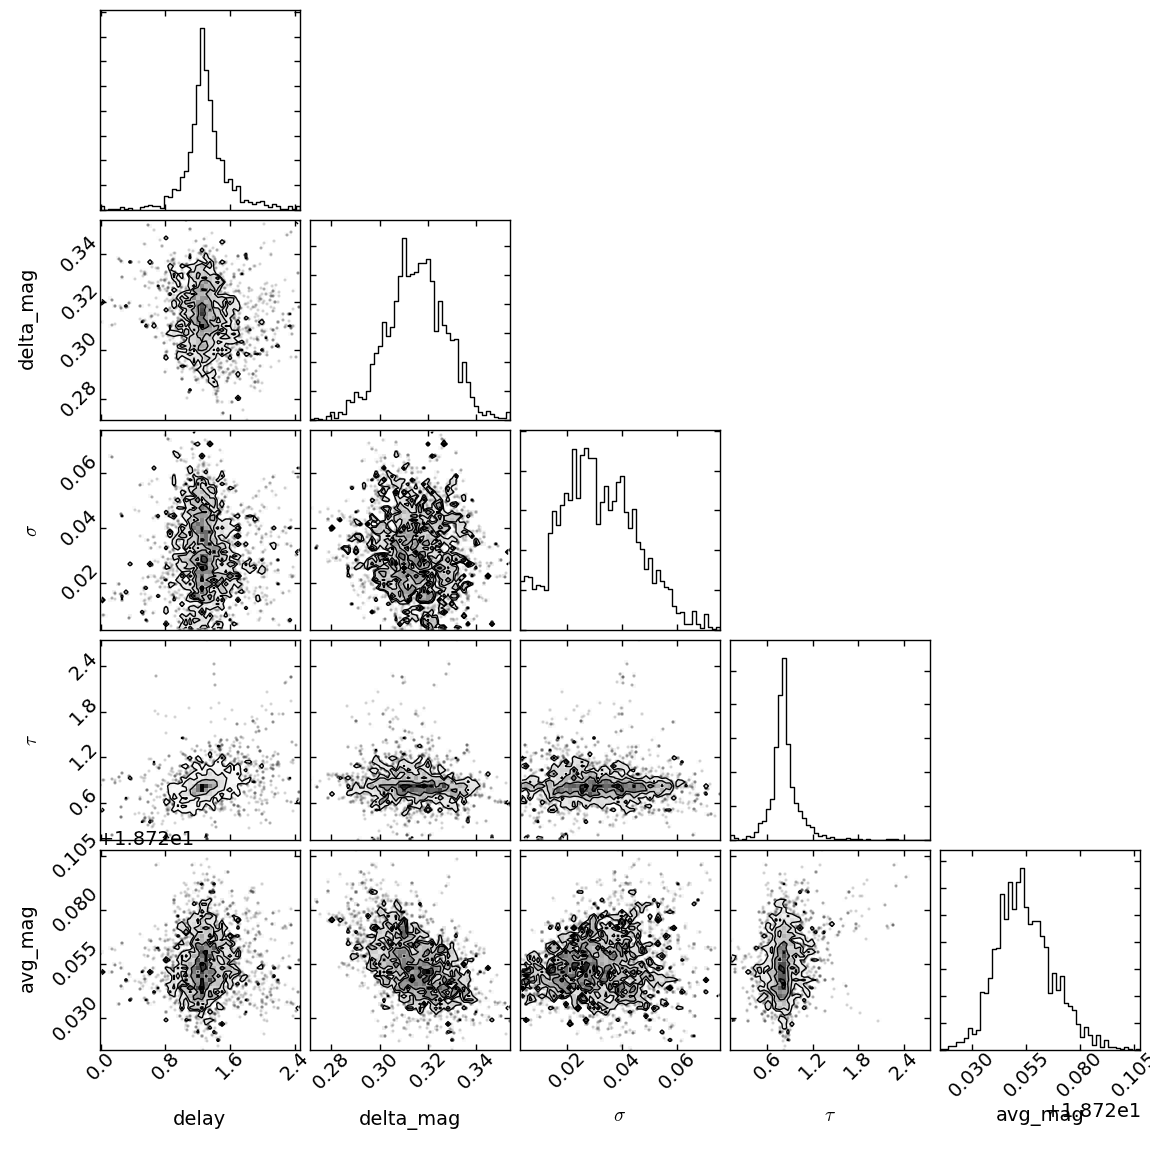 delta_mag
0.34
0.32
0.30
0.28
σ
0.06
0.04
0.02
τ
2.4
1.8
1.2
0.6
+1.872e1
avg_mag
0.105
0.080
0.055
0.030
0.0 0.8 1.6 2.4
0.28 0.30 0.32 0.34
0.02 0.04 0.06
0.6 1.2 1.8 2.4
0.030 0.055 0.080 0.105
+1.872e1
delay delta_mag σ τ avg_mag